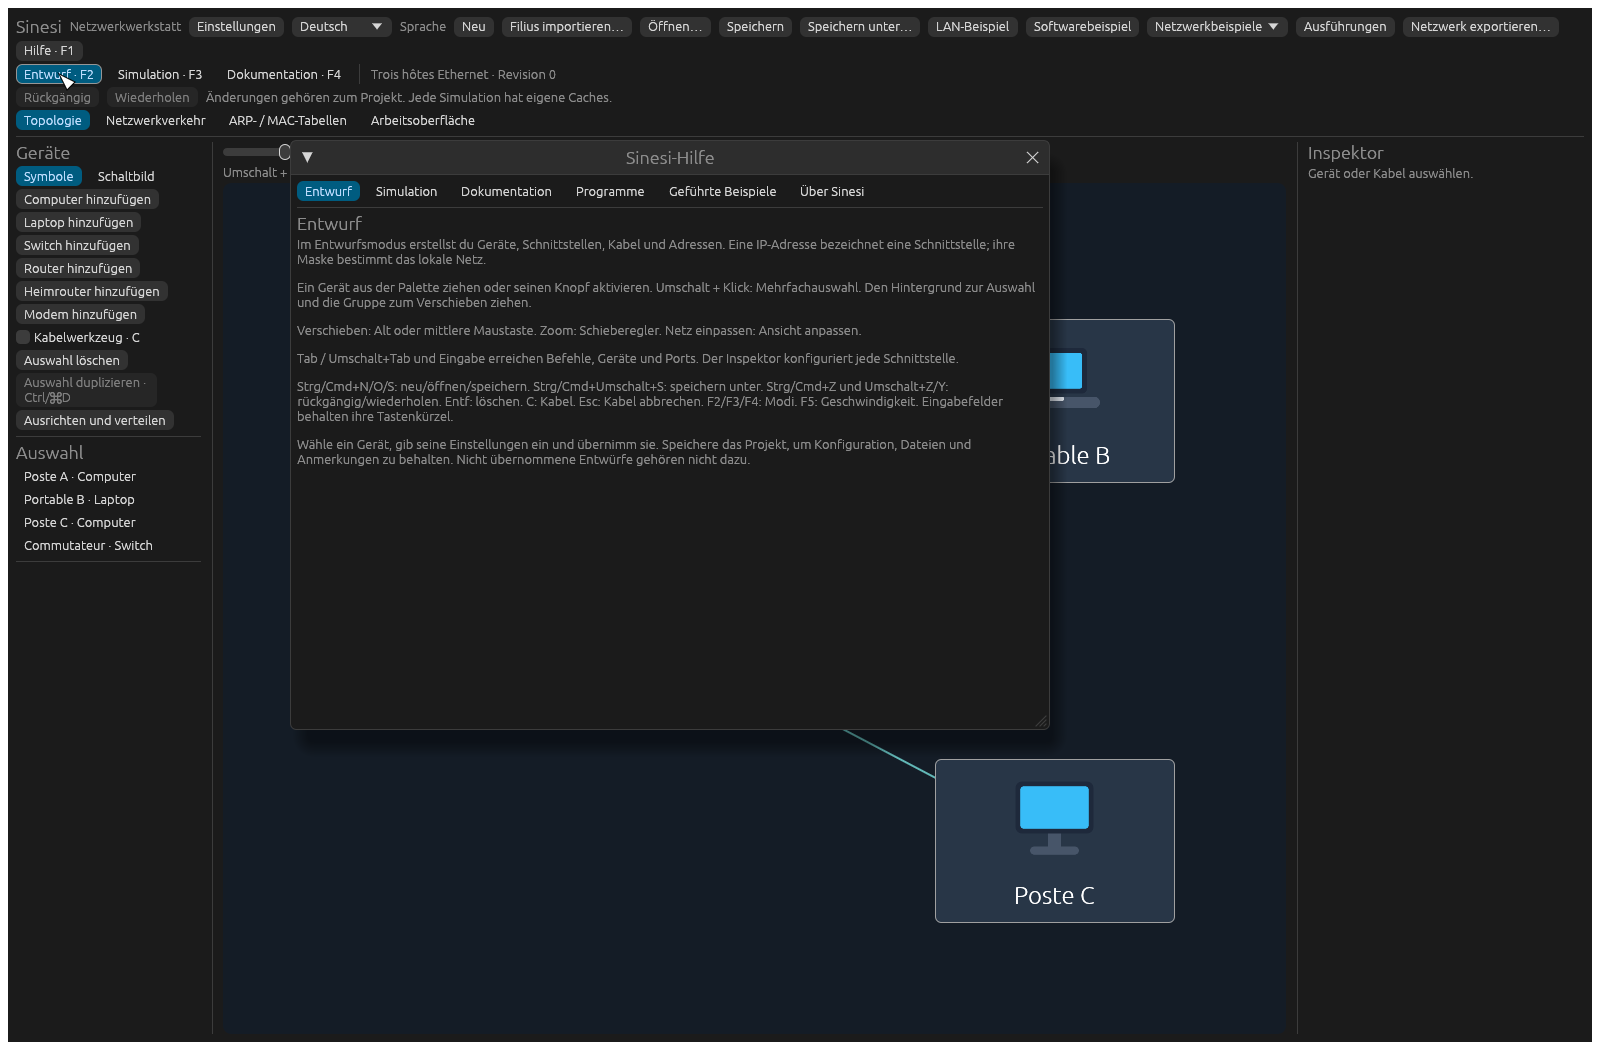 Sinesi Netzwerkwerkstatt Einstellungen Deutsch Sprache Neu Filius importieren… Öffnen… Speichern Speichern unter… LAN-Beispiel Softwarebeispiel Netzwerkbeispiele Ausführungen Netzwerk exportieren…
Hilfe · F1
Entwurf · F2 Simulation · F3 Dokumentation · F4 Trois hôtes Ethernet · Revision 0
Rückgängig Wiederholen Änderungen gehören zum Projekt. Jede Simulation hat eigene Caches.
Topologie Netzwerkverkehr ARP- / MAC-Tabellen Arbeitsoberfläche
Geräte
Symbole Schaltbild
Computer hinzufügen
Laptop hinzufügen
Switch hinzufügen
Router hinzufügen
Heimrouter hinzufügen
Modem hinzufügen
Kabelwerkzeug · C
Auswahl löschen
Auswahl duplizieren ·
Ctrl/⌘D
Ausrichten und verteilen
Auswahl
Poste A · Computer
Portable B · Laptop
Poste C · Computer
Commutateur · Switch
Umschalt +
Sinesi-Hilfe
Entwurf Simulation Dokumentation Programme Geführte Beispiele Über Sinesi
Entwurf
Im Entwurfsmodus erstellst du Geräte, Schnittstellen, Kabel und Adressen. Eine IP-Adresse bezeichnet eine Schnittstelle; ihre
Maske bestimmt das lokale Netz.
Ein Gerät aus der Palette ziehen oder seinen Knopf aktivieren. Umschalt + Klick: Mehrfachauswahl. Den Hintergrund zur Auswahl
und die Gruppe zum Verschieben ziehen.
Verschieben: Alt oder mittlere Maustaste. Zoom: Schieberegler. Netz einpassen: Ansicht anpassen.
Tab / Umschalt+Tab und Eingabe erreichen Befehle, Geräte und Ports. Der Inspektor konfiguriert jede Schnittstelle.
Strg/Cmd+N/O/S: neu/öffnen/speichern. Strg/Cmd+Umschalt+S: speichern unter. Strg/Cmd+Z und Umschalt+Z/Y:
rückgängig/wiederholen. Entf: löschen. C: Kabel. Esc: Kabel abbrechen. F2/F3/F4: Modi. F5: Geschwindigkeit. Eingabefelder
behalten ihre Tastenkürzel.
Wähle ein Gerät, gib seine Einstellungen ein und übernimm sie. Speichere das Projekt, um Konfiguration, Dateien und
Anmerkungen zu behalten. Nicht übernommene Entwürfe gehören nicht dazu.
able B
Poste C
Inspektor
Gerät oder Kabel auswählen.